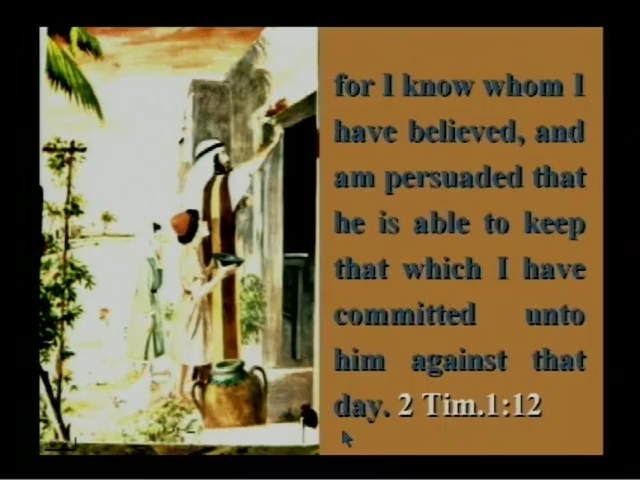 for I know whom I
have believed, and
am persuaded that
he is able to keep
that which I have
committed unto
him against that
day. 2 Tim.1:12